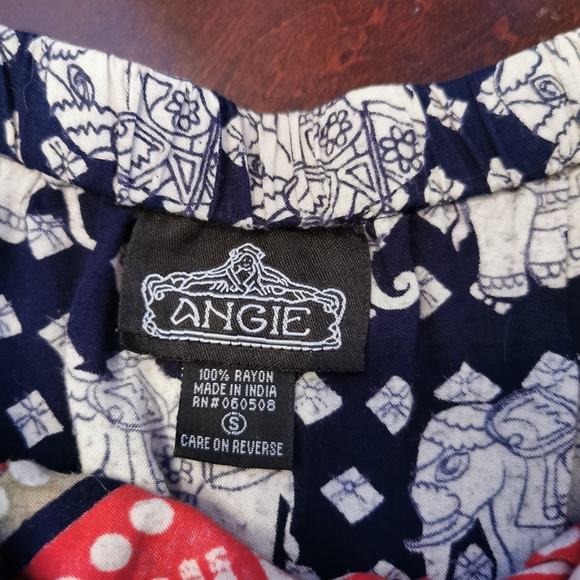 ANGIE
100% RAYON
MADE IN INDIA
RN# 060508
S
CARE ON REVERSE